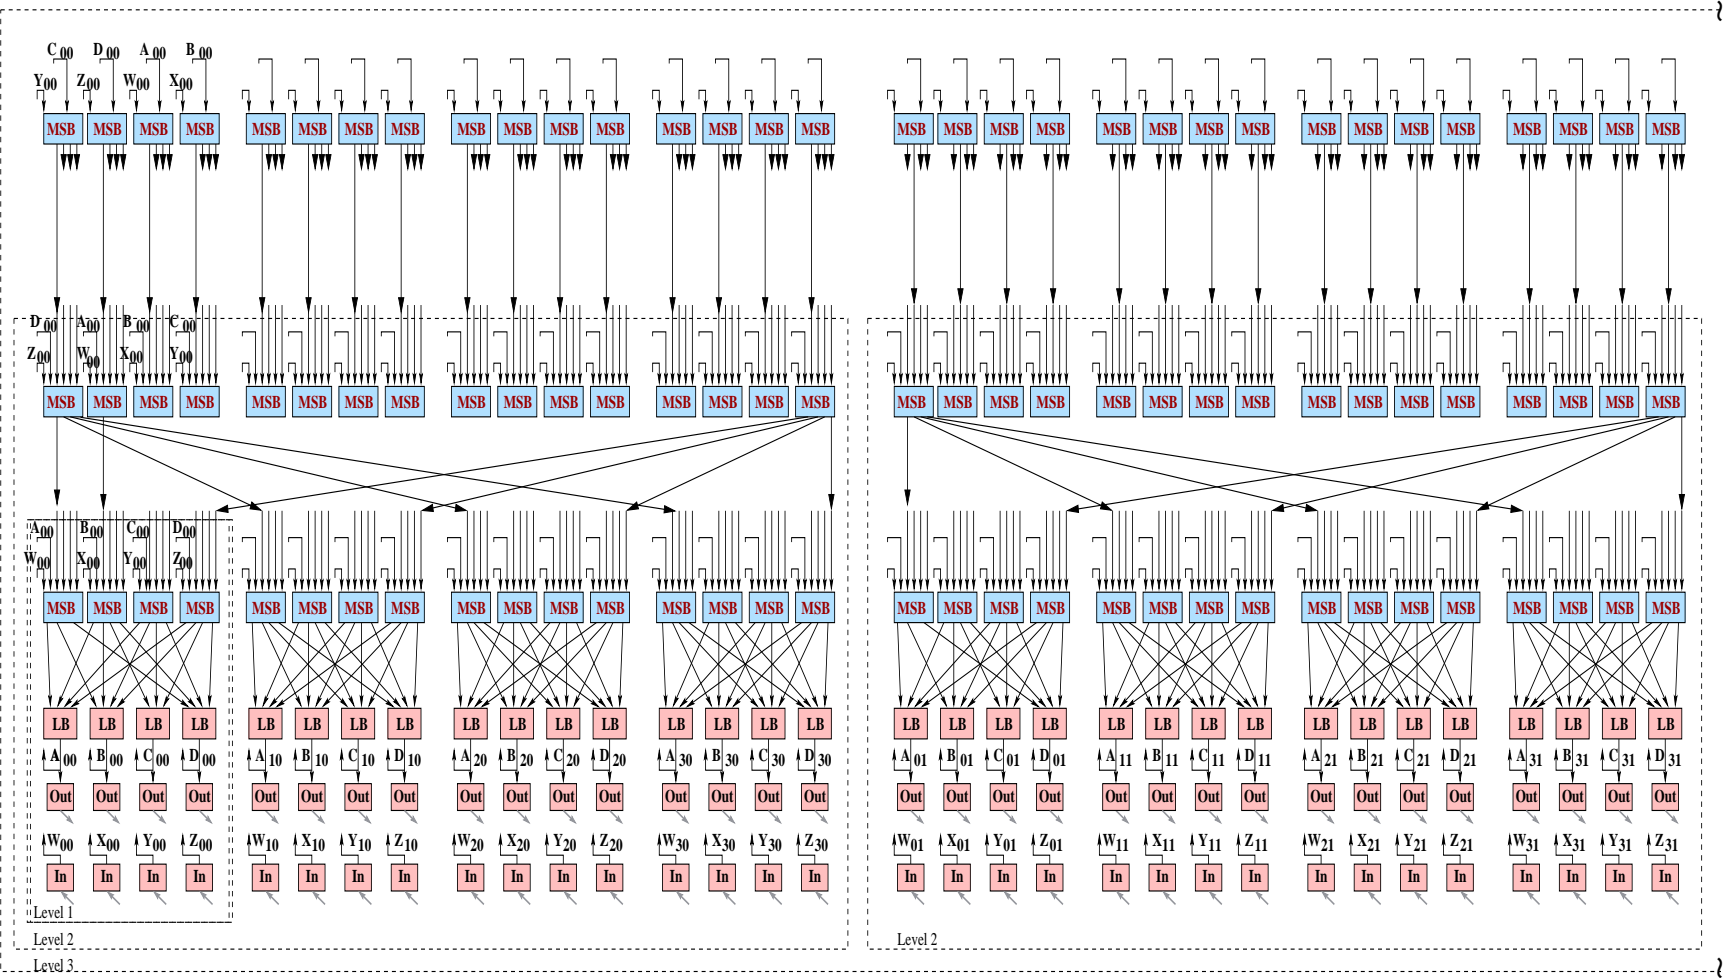 C00 D00 A00 B00
Y00 Z00 W00 X00
MSB MSB MSB MSB MSB MSB MSB MSB MSB MSB MSB MSB MSB MSB MSB MSB MSB MSB MSB MSB MSB MSB MSB MSB MSB MSB MSB MSB MSB MSB MSB MSB
D00 A00 B00 C00
Z00 W00 X00 Y00
MSB MSB MSB MSB MSB MSB MSB MSB MSB MSB MSB MSB MSB MSB MSB MSB MSB MSB MSB MSB MSB MSB MSB MSB MSB MSB MSB MSB MSB MSB MSB MSB
A00 B00 C00 D00
W00 X00 Y00 Z00
MSB MSB MSB MSB MSB MSB MSB MSB MSB MSB MSB MSB MSB MSB MSB MSB MSB MSB MSB MSB MSB MSB MSB MSB MSB MSB MSB MSB MSB MSB MSB MSB
LB LB LB LB LB LB LB LB LB LB LB LB LB LB LB LB LB LB LB LB LB LB LB LB LB LB LB LB LB LB LB LB
A00 B00 C00 D00 A10 B10 C10 D10 A20 B20 C20 D20 A30 B30 C30 D30 A01 B01 C01 D01 A11 B11 C11 D11 A21 B21 C21 D21 A31 B31 C31 D31
Out Out Out Out Out Out Out Out Out Out Out Out Out Out Out Out Out Out Out Out Out Out Out Out Out Out Out Out Out Out Out Out
W00 X00 Y00 Z00 W10 X10 Y10 Z10 W20 X20 Y20 Z20 W30 X30 Y30 Z30 W01 X01 Y01 Z01 W11 X11 Y11 Z11 W21 X21 Y21 Z21 W31 X31 Y31 Z31
In In In In In In In In In In In In In In In In In In In In In In In In In In In In In In In In
Level 1
Level 2 Level 2
Level 3